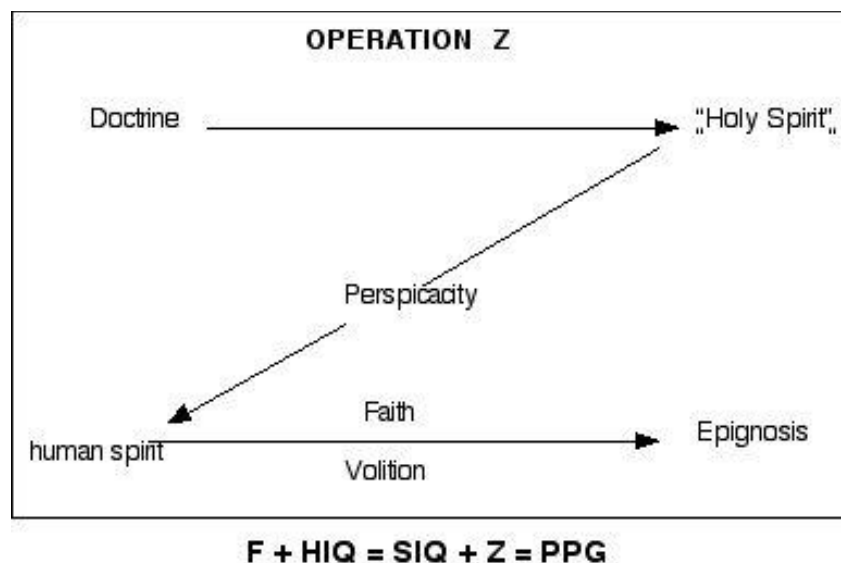 OPERATION Z
Doctrine
"Holy Spirit"
Perspicacity
Faith
human spirit
Epignosis
Volition
F + HIQ = SIQ + Z = PPG